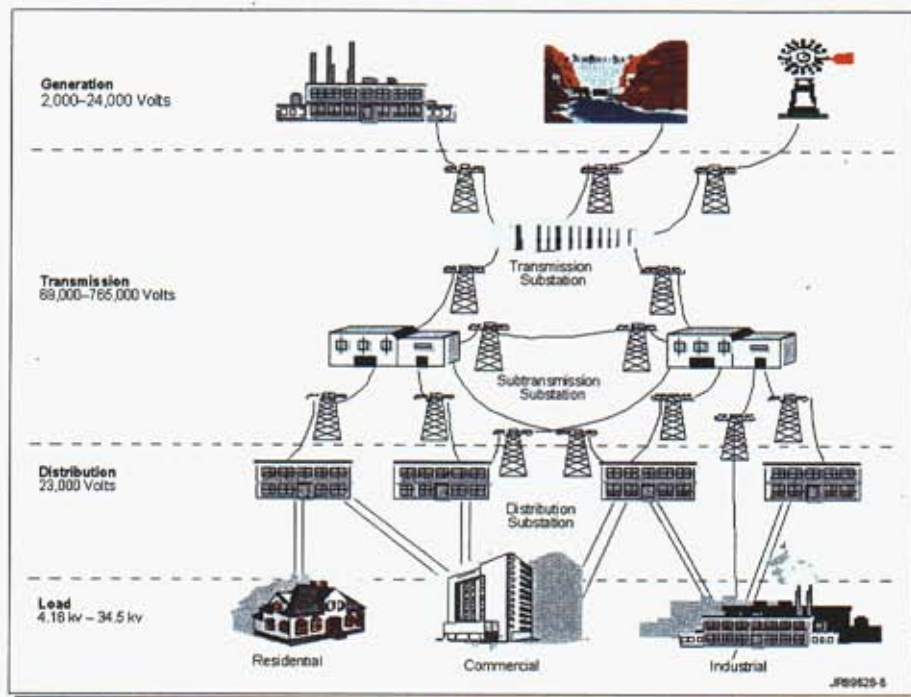 Generation
2,000–24,000 Volts
Transmission
Substation
Transmission
69,000–765,000 Volts
Subtransmission
Substation
Distribution
23,000 Volts
Distribution
Substation
Load
4.16 kv – 34.5 kv
Residential
Commercial
Industrial